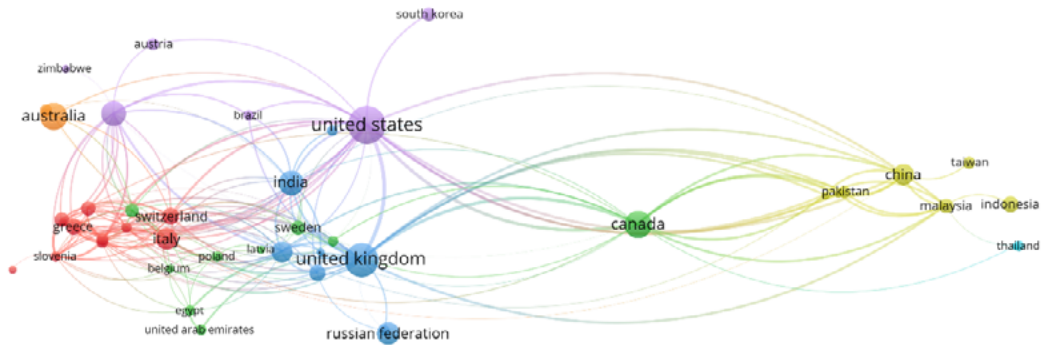 south korea
austria
zimbabwe
australia
brazil
united states
taiwan
china
india
pakistan
malaysia
indonesia
switzerland
greece
sweden
canada
italy
thailand
latvia
slovenia
poland
united kingdom
belgium
egypt
united arab emirates
russian federation